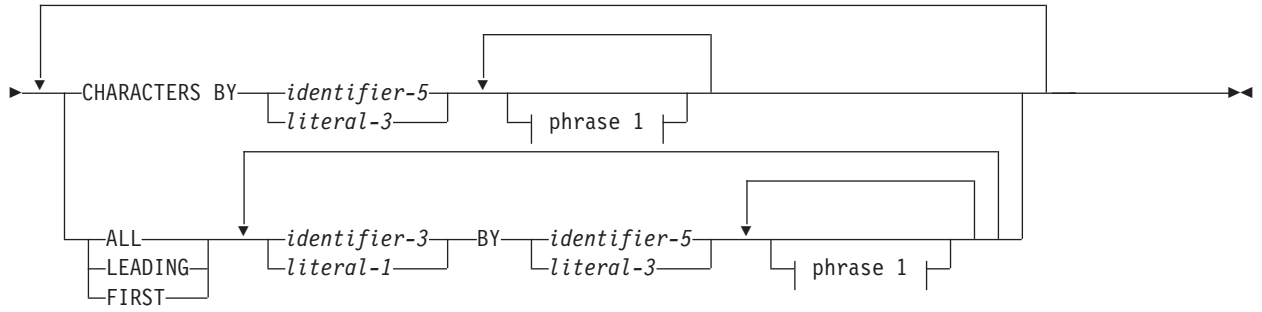 CHARACTERS BY identifier-5
literal-3 phrase 1
ALL identifier-3 BY identifier-5
LEADING literal-1 literal-3 phrase 1
FIRST